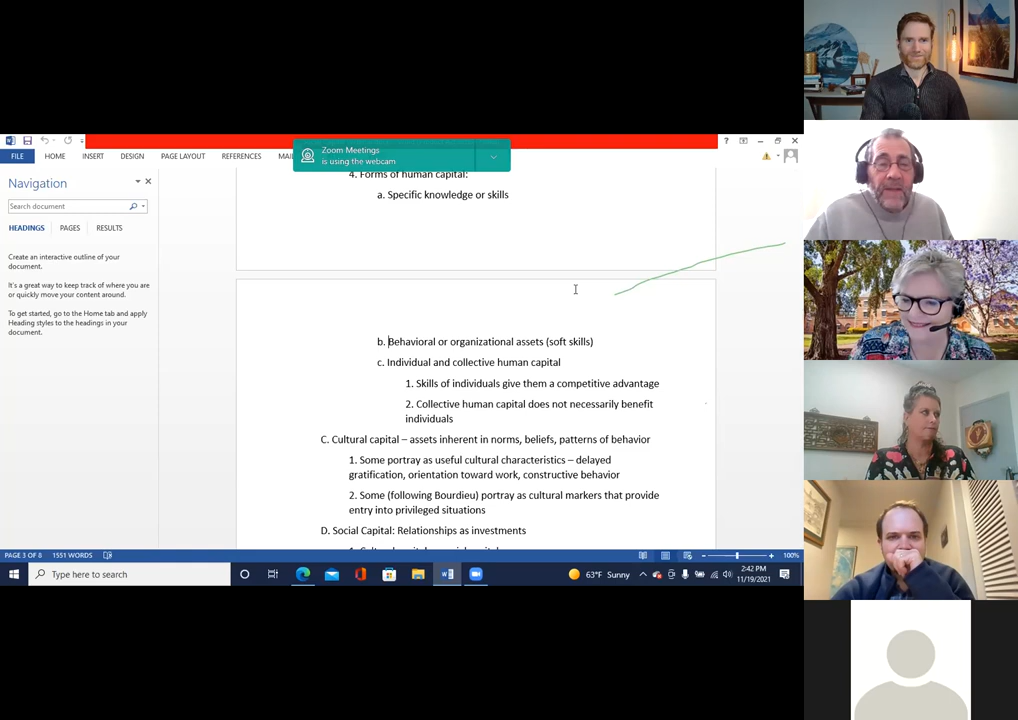 Zoom Meetings
is using the webcam
FILE HOME INSERT DESIGN PAGE LAYOUT REFERENCES MAI
Navigation
Search document
HEADINGS PAGES RESULTS
Create an interactive outline of your
document.
It's a great way to keep track of where you are
or quickly move your content around.
To get started, go to the Home tab and apply
Heading styles to the headings in your
document.
4. Forms of human capital:
a. Specific knowledge or skills
b. Behavioral or organizational assets (soft skills)
c. Individual and collective human capital
1. Skills of individuals give them a competitive advantage
2. Collective human capital does not necessarily benefit
individuals
C. Cultural capital – assets inherent in norms, beliefs, patterns of behavior
1. Some portray as useful cultural characteristics – delayed
gratification, orientation toward work, constructive behavior
2. Some (following Bourdieu) portray as cultural markers that provide
entry into privileged situations
D. Social Capital: Relationships as investments
PAGE 3 OF 8 1551 WORDS 100%
Type here to search
63°F Sunny
2:42 PM
11/19/2021